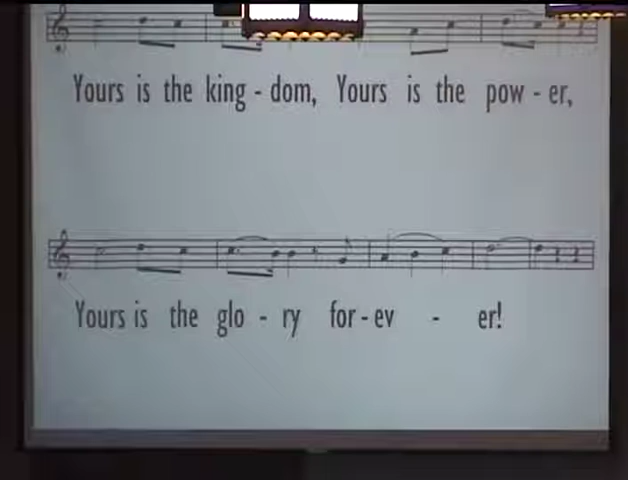 Yours is the king - dom, Yours is the pow - er,
Yours is the glo - ry for - ev - er!